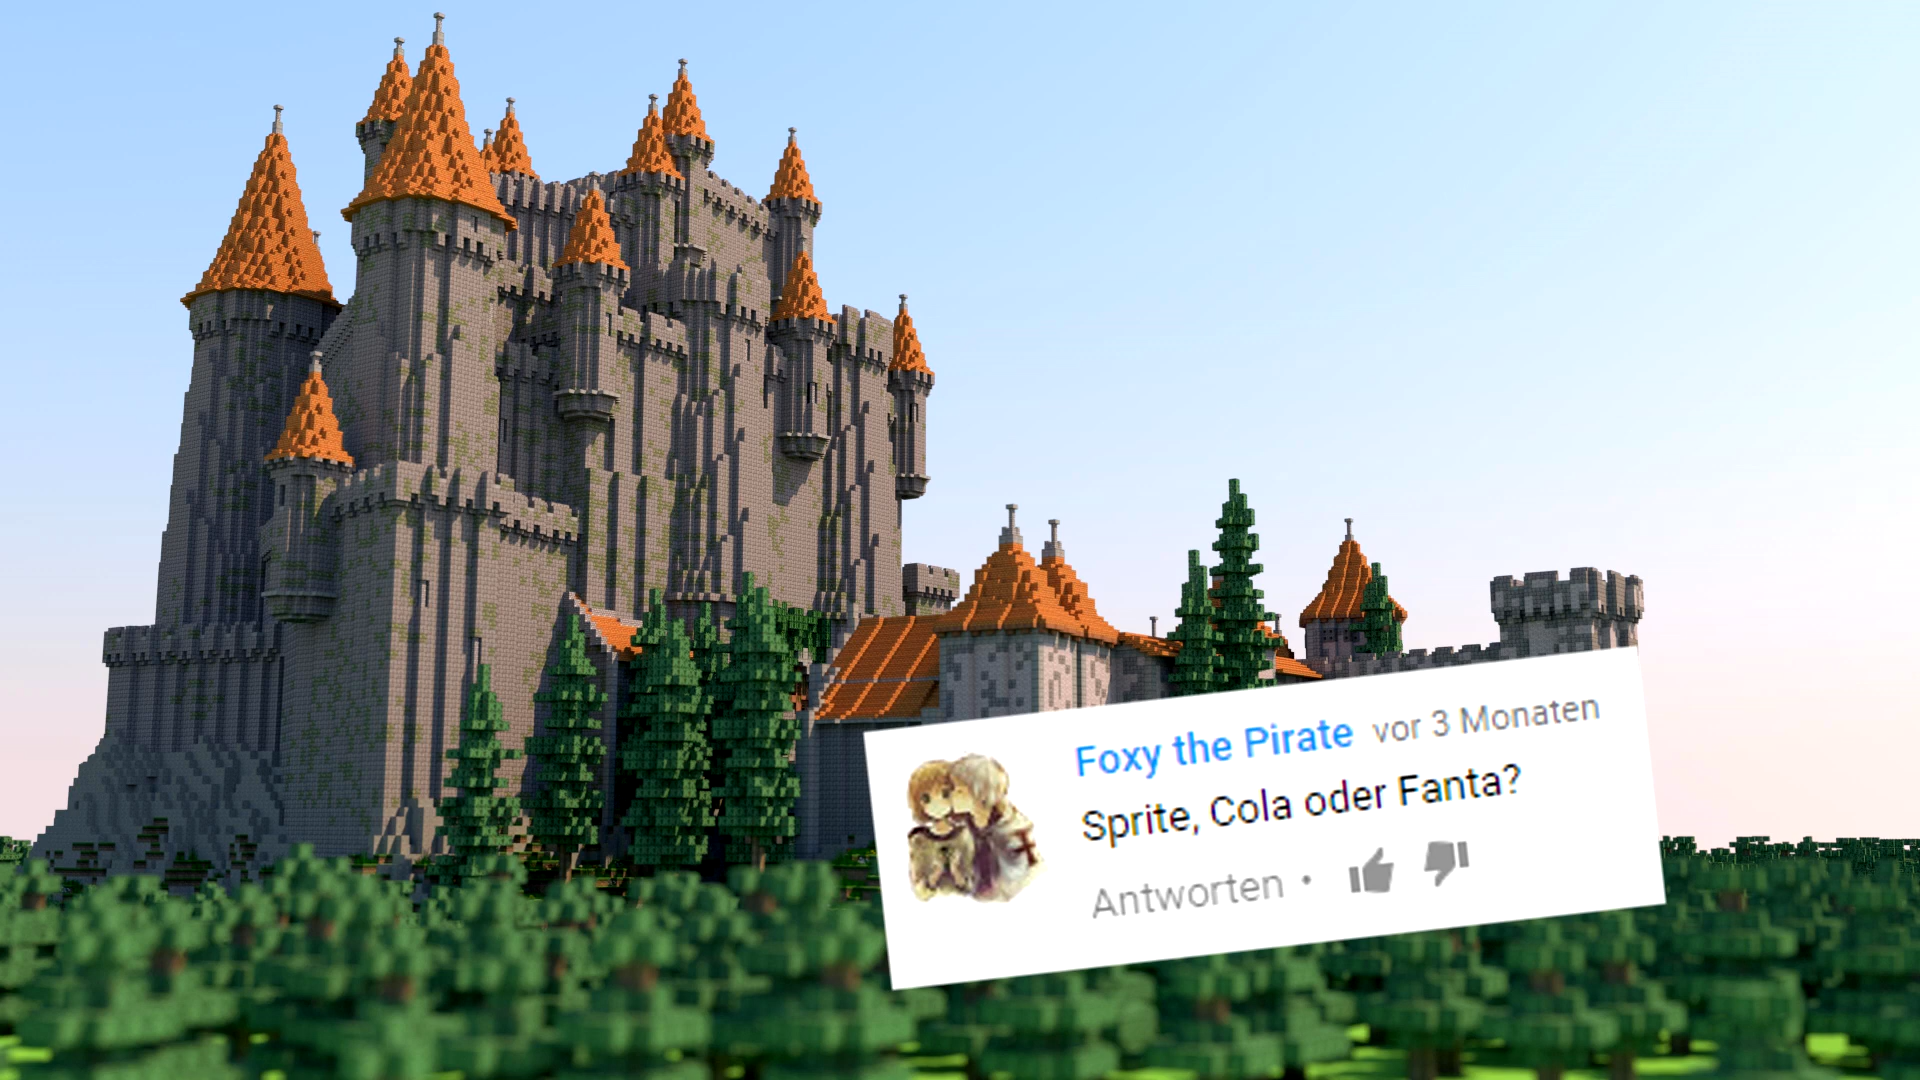 Foxy the Pirate vor 3 Monaten
Sprite, Cola oder Fanta?
Antworten •